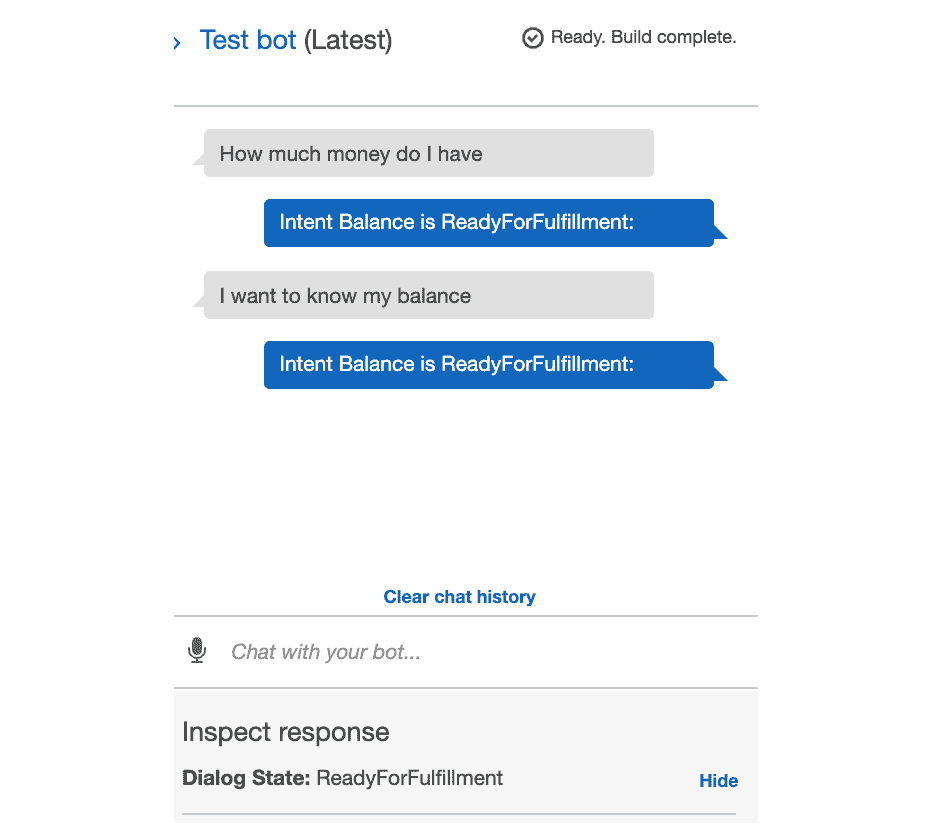 Test bot (Latest)
Ready. Build complete.
How much money do I have
Intent Balance is ReadyForFulfillment:
I want to know my balance
Intent Balance is ReadyForFulfillment:
Clear chat history
Chat with your bot...
Inspect response
Dialog State: ReadyForFulfillment
Hide